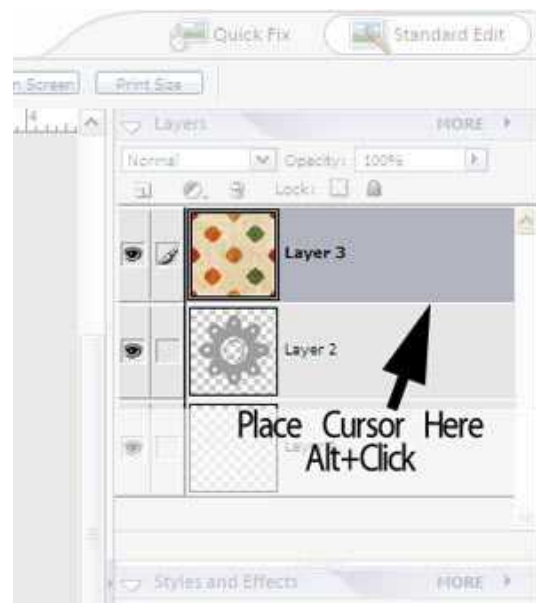 Quick Fix Standard Edit
n Screen Print Size
4
Layers MORE
Normal Opacity: 100%
Lock:
Layer 3
Layer 2
Place Cursor Here
Alt+Click
Styles and Effects MORE